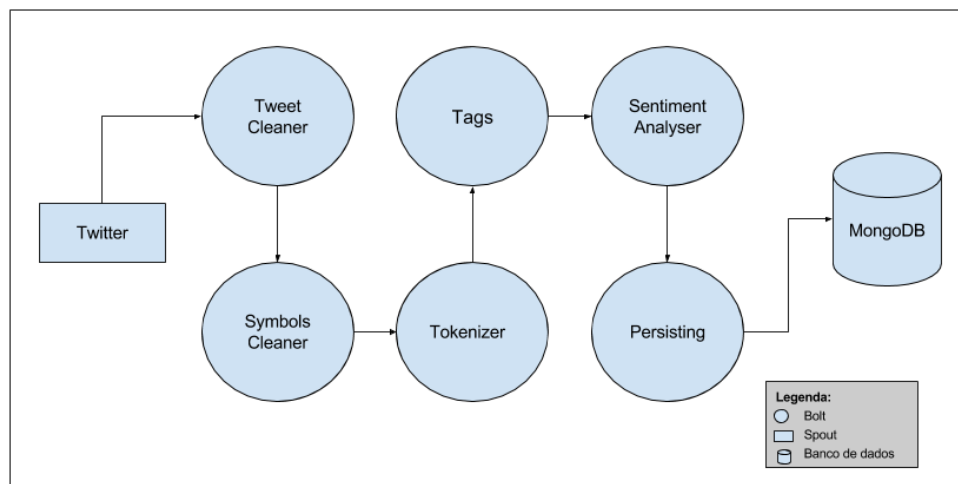 Tweet
Cleaner
Tags
Sentiment
Analyser
Twitter
MongoDB
Symbols
Cleaner
Tokenizer
Persisting
Legenda:
Bolt
Spout
Banco de dados